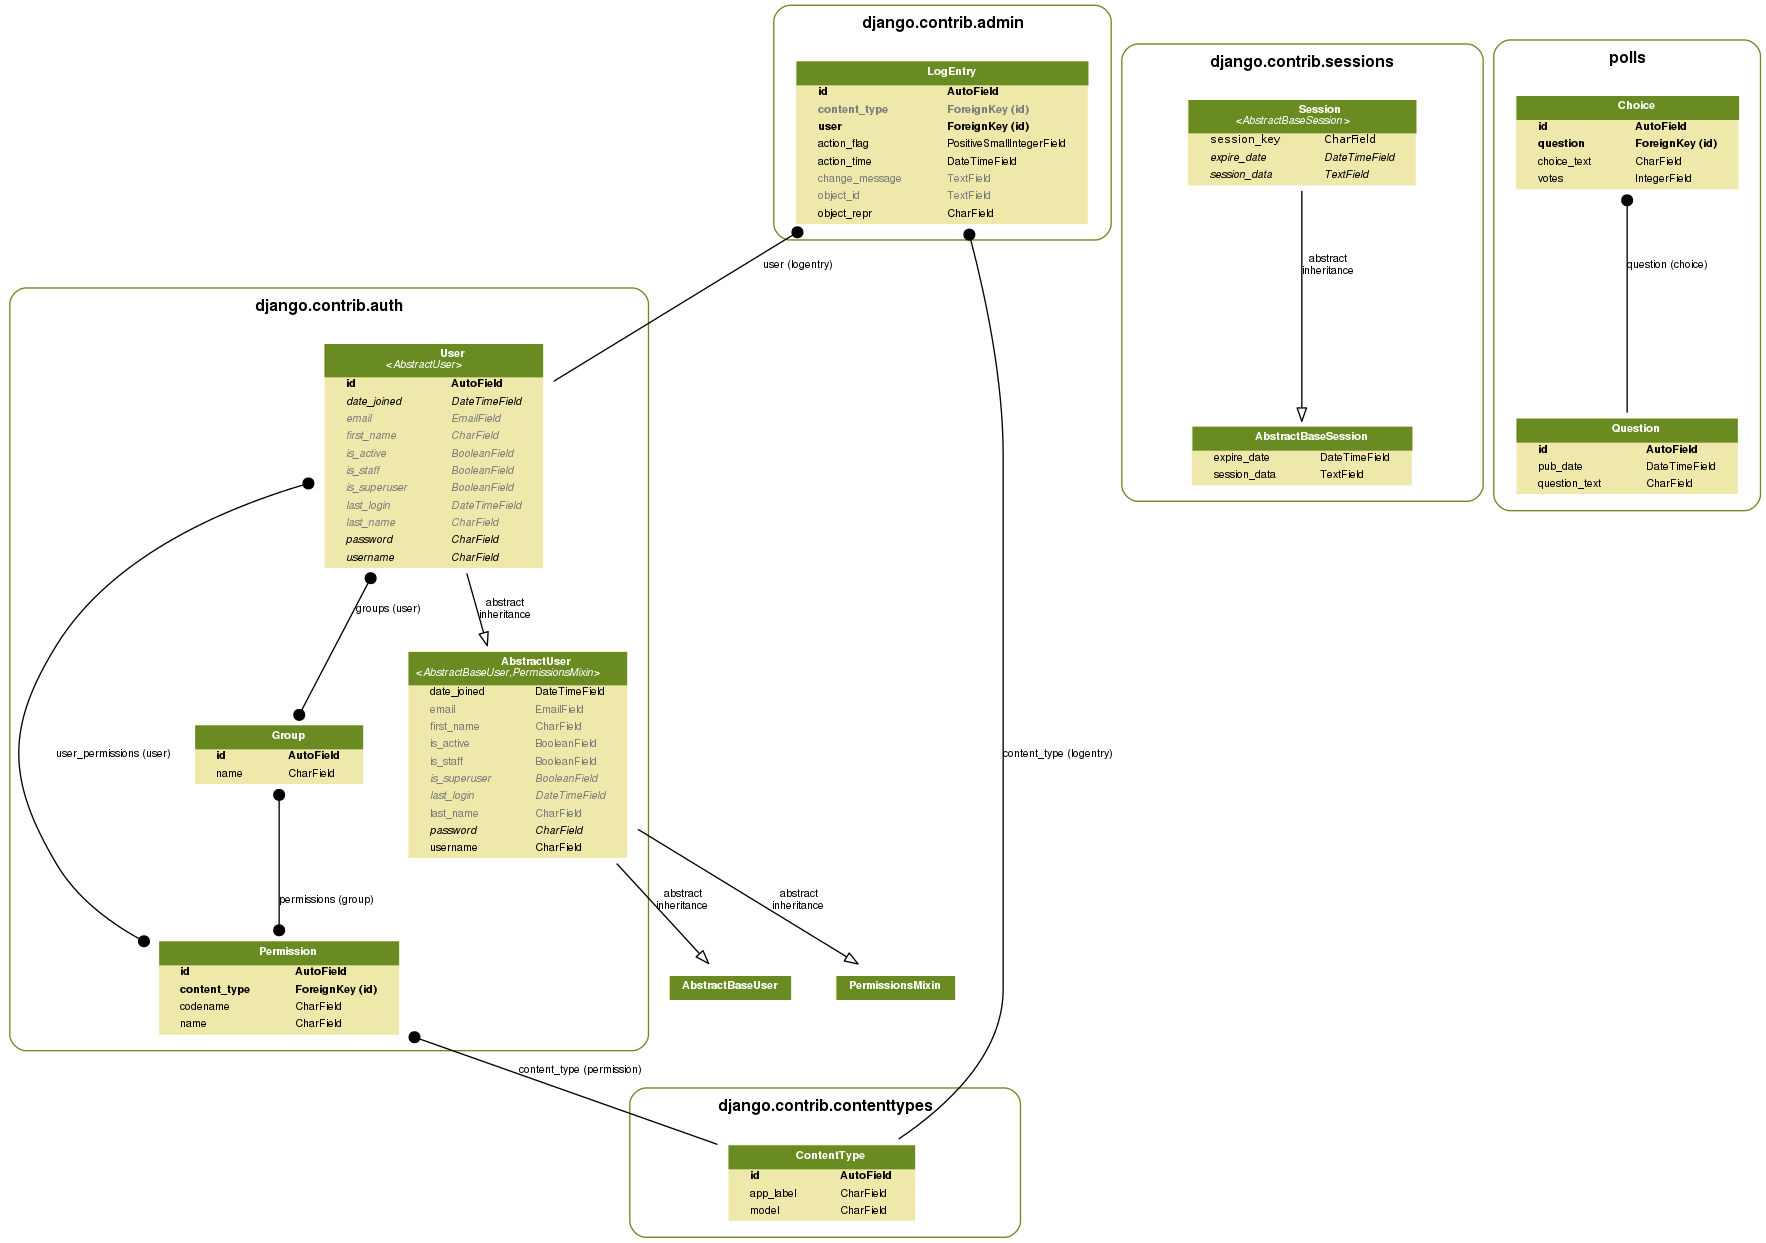 django.contrib.admin
LogEntry
id AutoField
content_type ForeignKey (id)
user ForeignKey (id)
action_flag PositiveSmallIntegerField
action_time DateTimeField
change_message TextField
object_id TextField
object_repr CharField
django.contrib.sessions
Session
<AbstractBaseSession>
session_key CharField
expire_date DateTimeField
session_data TextField
abstract
inheritance
AbstractBaseSession
expire_date DateTimeField
session_data TextField
polls
Choice
id AutoField
question ForeignKey (id)
choice_text CharField
votes IntegerField
question (choice)
Question
id AutoField
pub_date DateTimeField
question_text CharField
user (logentry)
django.contrib.auth
User
<AbstractUser>
id AutoField
date_joined DateTimeField
email EmailField
first_name CharField
is_active BooleanField
is_staff BooleanField
is_superuser BooleanField
last_login DateTimeField
last_name CharField
password CharField
username CharField
groups (user)
abstract
inheritance
AbstractUser
<AbstractBaseUser,PermissionsMixin>
date_joined DateTimeField
email EmailField
first_name CharField
is_active BooleanField
is_staff BooleanField
is_superuser BooleanField
last_login DateTimeField
last_name CharField
password CharField
username CharField
Group
id AutoField
name CharField
user_permissions (user)
content_type (logentry)
permissions (group)
abstract
inheritance
abstract
inheritance
Permission
id AutoField
content_type ForeignKey (id)
codename CharField
name CharField
AbstractBaseUser
PermissionsMixin
content_type (permission)
django.contrib.contenttypes
ContentType
id AutoField
app_label CharField
model CharField